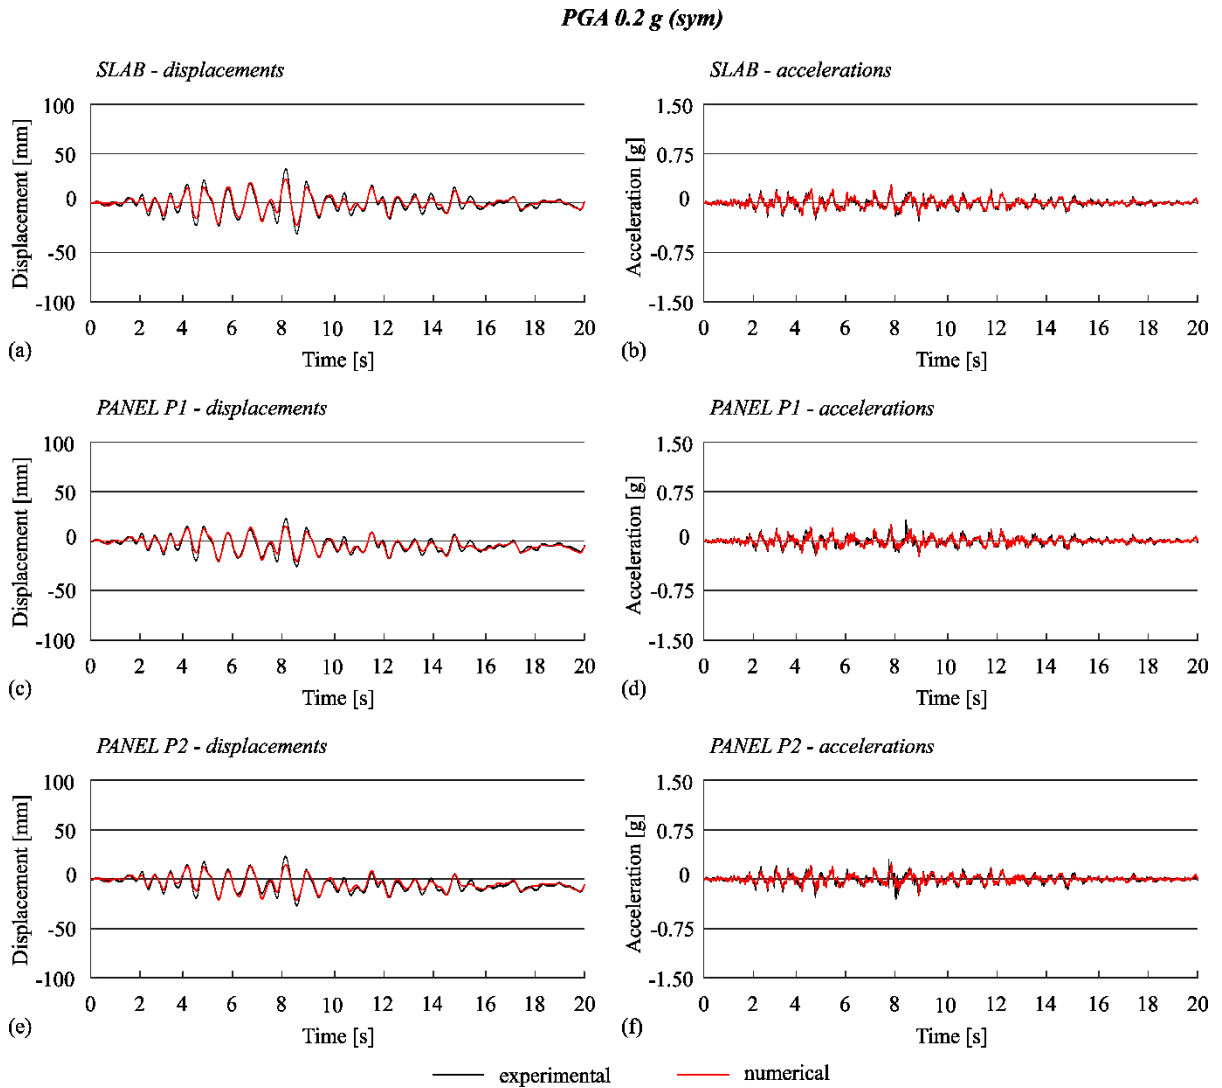 PGA 0.2 g (sym)
SLAB - displacements
Displacement [mm]
100
50
0
-50
-100
0 2 4 6 8 10 12 14 16 18 20
Time [s]
(a)
SLAB - accelerations
Acceleration [g]
1.50
0.75
0
-0.75
-1.50
0 2 4 6 8 10 12 14 16 18 20
Time [s]
(b)
PANEL P1 - displacements
Displacement [mm]
100
50
0
-50
-100
0 2 4 6 8 10 12 14 16 18 20
Time [s]
(c)
PANEL P1 - accelerations
Acceleration [g]
1.50
0.75
0
-0.75
-1.50
0 2 4 6 8 10 12 14 16 18 20
Time [s]
(d)
PANEL P2 - displacements
Displacement [mm]
100
50
0
-50
-100
0 2 4 6 8 10 12 14 16 18 20
Time [s]
(e)
PANEL P2 - accelerations
Acceleration [g]
1.50
0.75
0
-0.75
-1.50
0 2 4 6 8 10 12 14 16 18 20
Time [s]
(f)
experimental
numerical